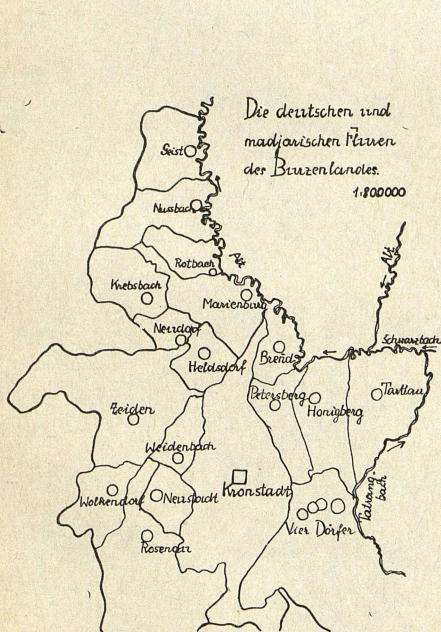 Die deutschen und
madjarischen Fluren
des Burzenlandes.
1:800000
Seist
Nussbach
Rotbach
Alt
Alt
Krebsbach
Marienburg
Neudorf
Schwarzbach
Heldsdorf
Brendf
Petersberg
Honigberg
Tartlau
Zeiden
Weidenbach
Tatrang-
bach
Wolkendorf
Neustadt
Kronstadt
Vier Dörfer
Rosenau